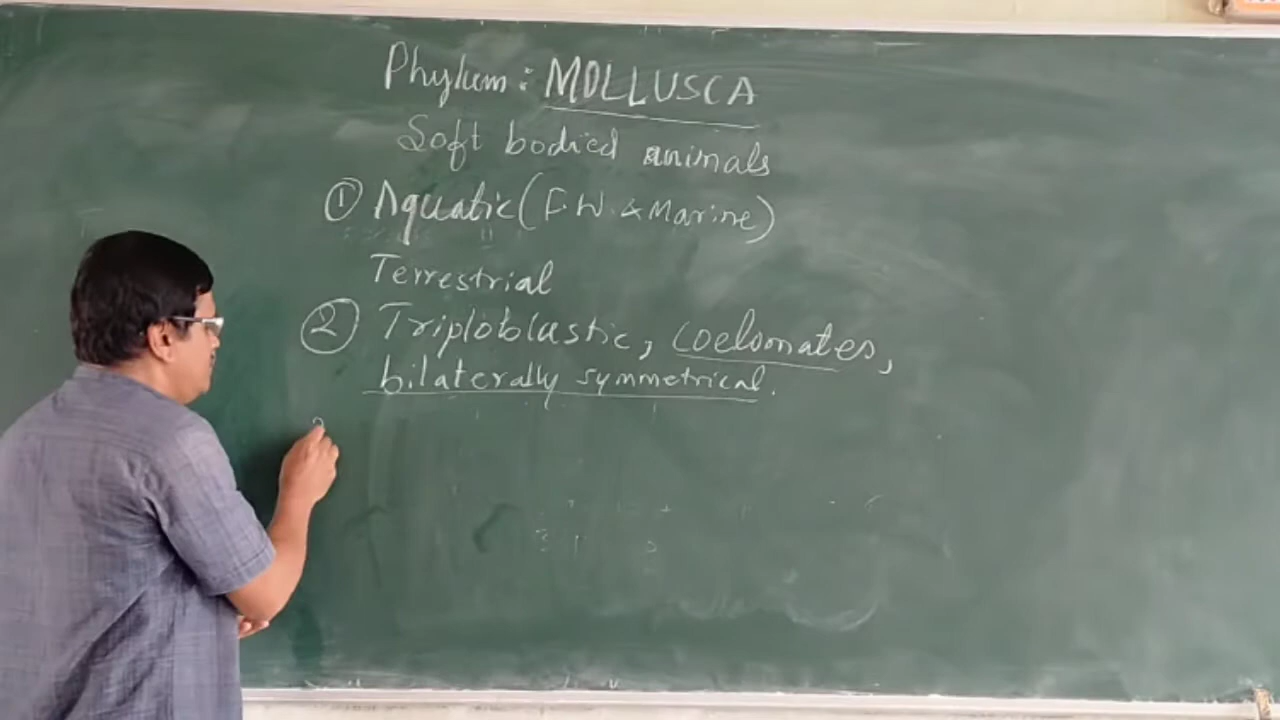 Phylum : MOLLUSCA
Soft bodied animals
① Aquatic (F.W. & Marine)
Terrestrial
② Triploblastic, coelomates,
bilaterally symmetrical.